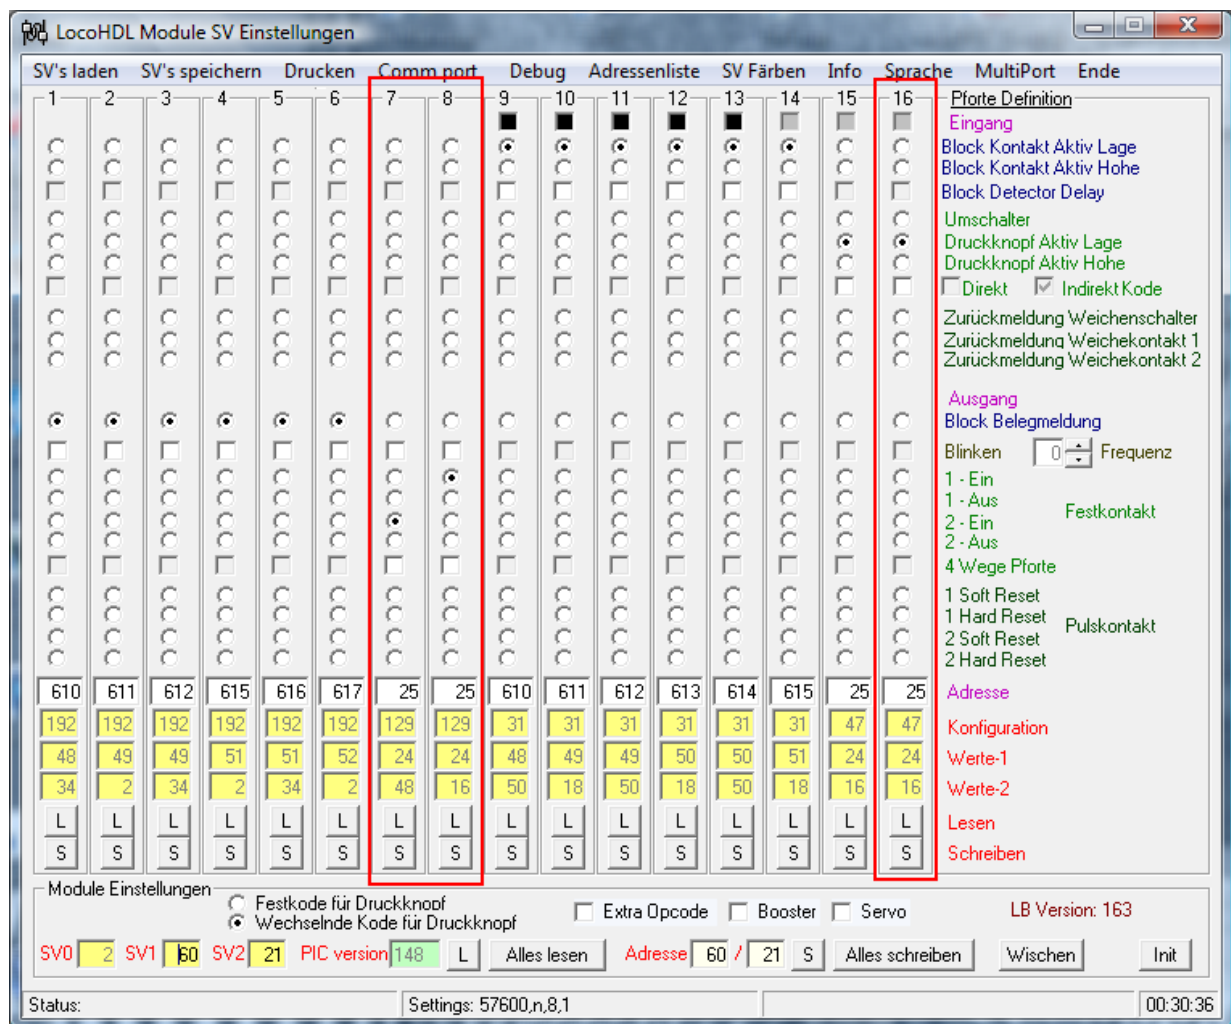 LocoHDL Module SV Einstellungen
SV's laden SV's speichern Drucken Comm port Debug Adressenliste SV Färben Info Sprache MultiPort Ende
1 2 3 4 5 6 7 8 9 10 11 12 13 14 15 16 Pforte Definition
Eingang
Block Kontakt Aktiv Lage
Block Kontakt Aktiv Hohe
Block Detector Delay
Umschalter
Druckknopf Aktiv Lage
Druckknopf Aktiv Hohe
Direkt Indirekt Kode
Zurückmeldung Weichenschalter
Zurückmeldung Weichekontakt 1
Zurückmeldung Weichekontakt 2
Ausgang
Block Belegmeldung
Blinken 0 Frequenz
1 - Ein
1 - Aus
Festkontakt
2 - Ein
2 - Aus
4 Wege Pforte
1 Soft Reset
1 Hard Reset
Pulskontakt
2 Soft Reset
2 Hard Reset
610 611 612 615 616 617 25 25 610 611 612 613 614 615 25 25 Adresse
192 192 192 192 192 192 129 129 31 31 31 31 31 31 47 47 Konfiguration
48 49 49 51 51 52 24 24 48 49 49 50 50 51 24 24 Werte-1
34 2 34 2 34 2 48 16 50 18 50 18 50 18 16 16 Werte-2
L L L L L L L L L L L L L L L L Lesen
S S S S S S S S S S S S S S S S Schreiben
Module Einstellungen
Festkode für Druckknopf
Wechselnde Kode für Druckknopf
Extra Opcode Booster Servo LB Version: 163
SV0 2 SV1 60 SV2 21 PIC version 148 L Alles lesen Adresse 60 / 21 S Alles schreiben Wischen Init
Status: Settings: 57600,n,8,1 00:30:36